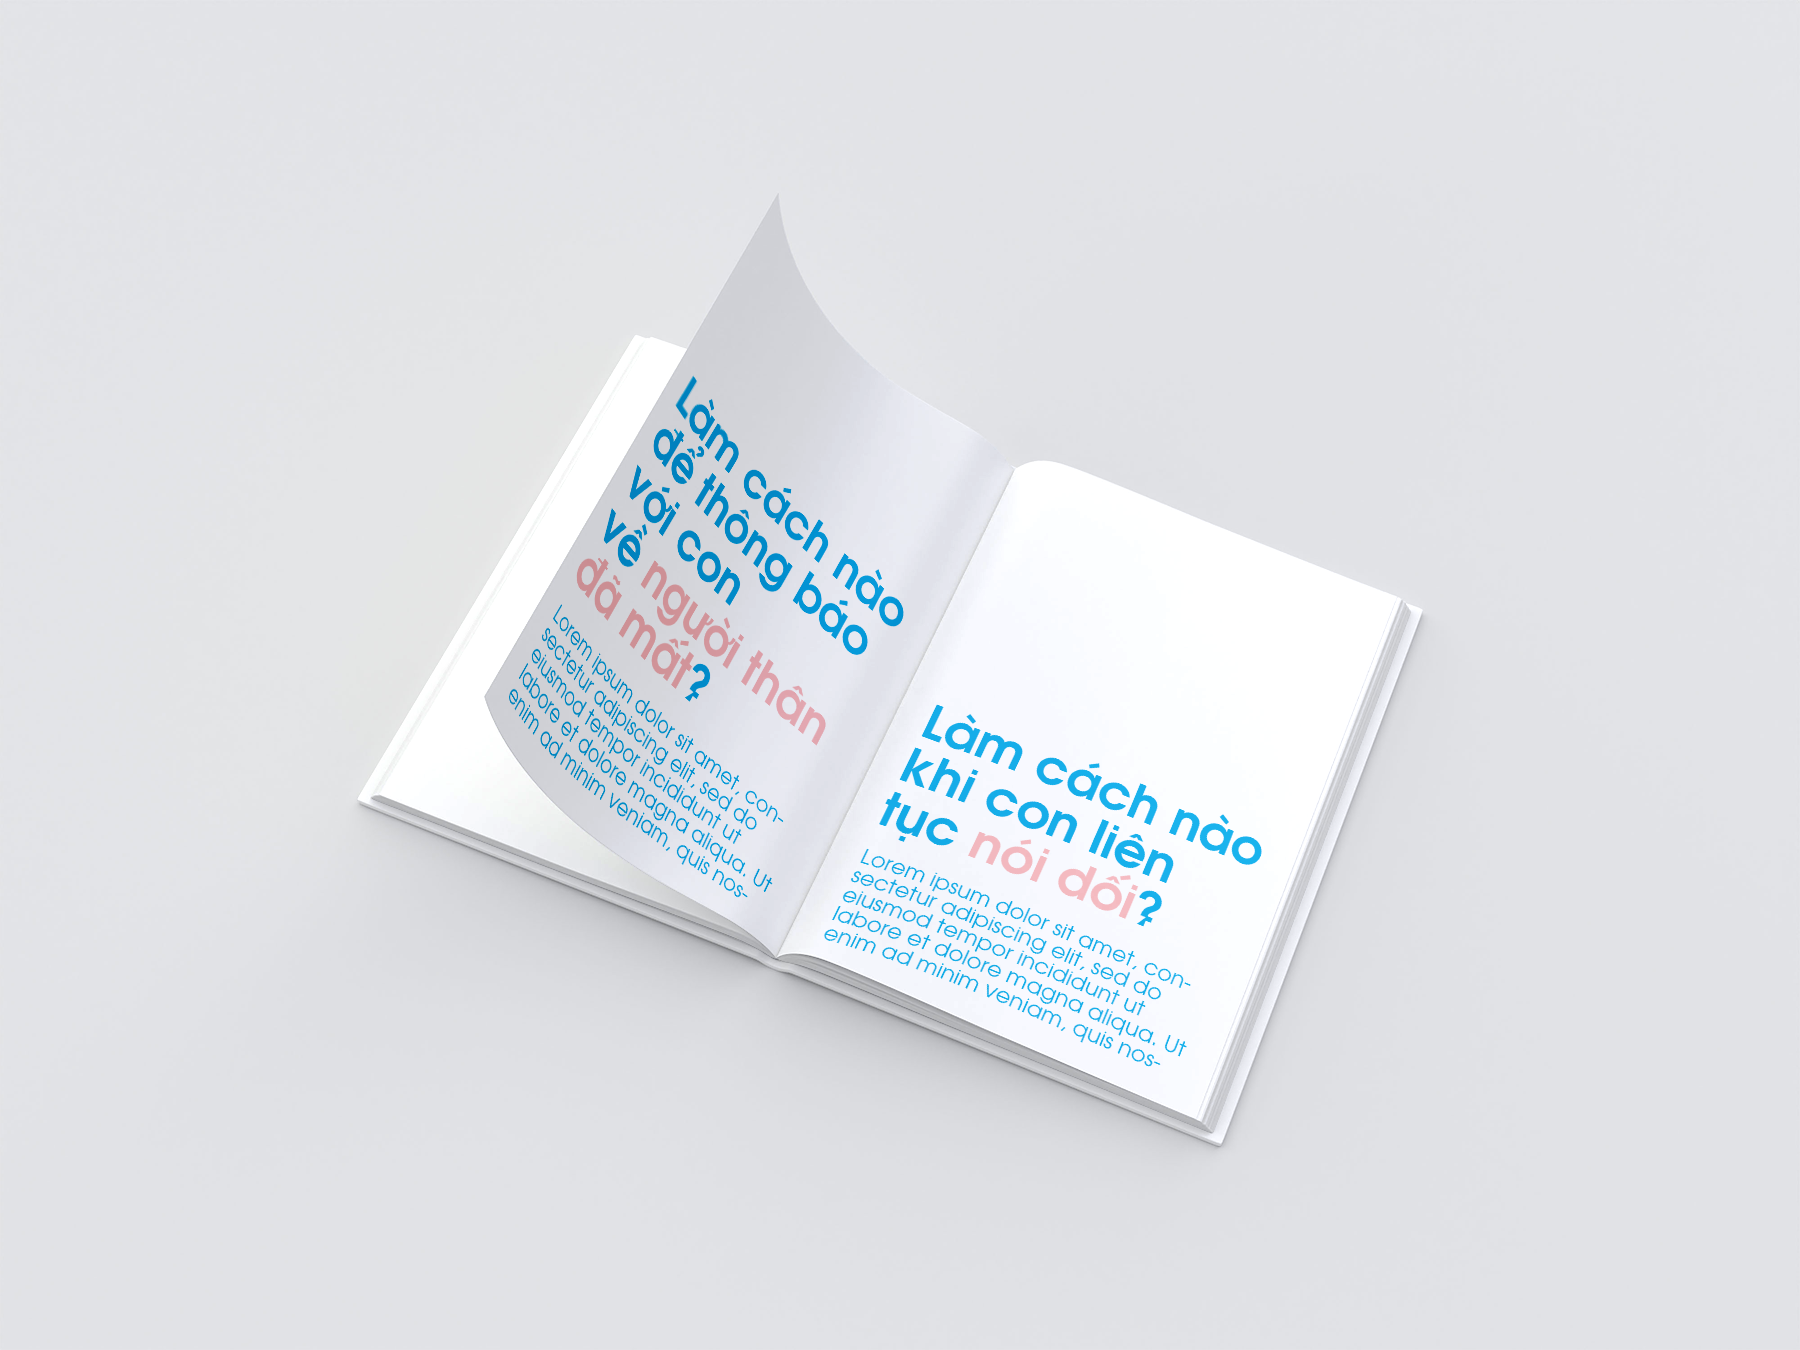 Làm cách nào
để thông báo
với con
về người thân
đã mất?
Lorem ipsum dolor sit amet, con-
sectetur adipiscing elit, sed do
eiusmod tempor incididunt ut
labore et dolore magna aliqua. Ut
enim ad minim veniam, quis nos-
Làm cách nào
khi con liên
tục nói dối?
Lorem ipsum dolor sit amet, con-
sectetur adipiscing elit, sed do
eiusmod tempor incididunt ut
labore et dolore magna aliqua. Ut
enim ad minim veniam, quis nos-